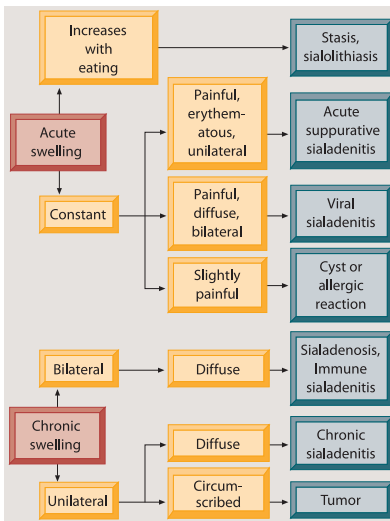 Increases
with
eating
Stasis,
sialolithiasis
Acute
swelling
Painful,
erythem-
atous,
unilateral
Acute
suppurative
sialadenitis
Constant
Painful,
diffuse,
bilateral
Viral
sialadenitis
Slightly
painful
Cyst or
allergic
reaction
Bilateral
Diffuse
Sialadenosis,
Immune
sialadenitis
Chronic
swelling
Diffuse
Chronic
sialadenitis
Unilateral
Circum-
scribed
Tumor